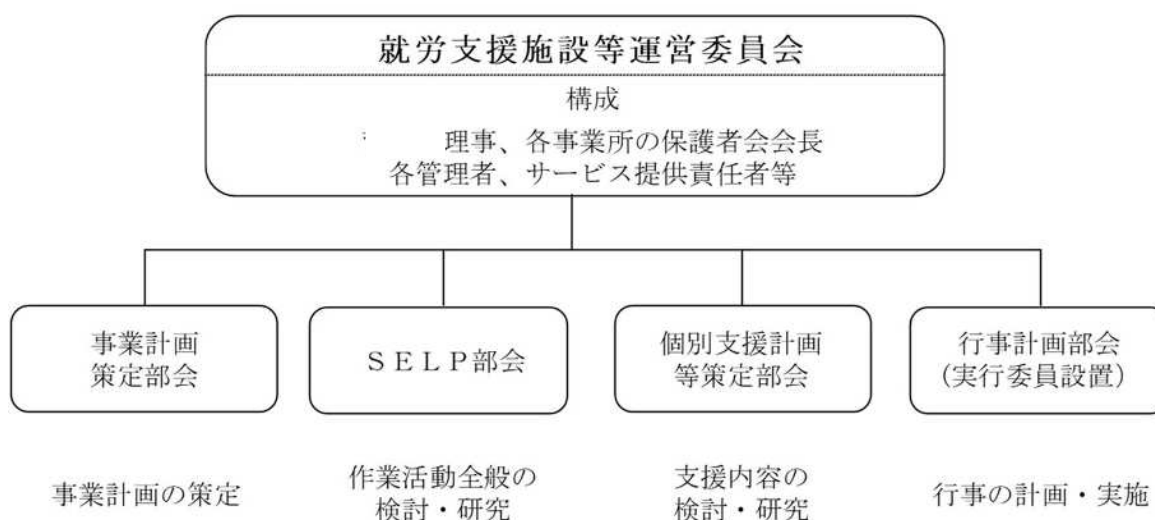 就労支援施設等運営委員会
構成
理事、各事業所の保護者会会長
各管理者、サービス提供責任者等
事業計画
策定部会
ＳＥＬＰ部会
個別支援計画
等策定部会
行事計画部会
（実行委員設置）
事業計画の策定
作業活動全般の
検討・研究
支援内容の
検討・研究
行事の計画・実施